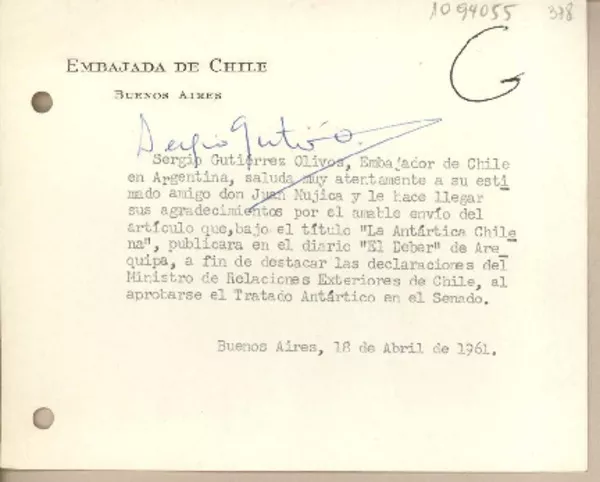 1094055 378
G
EMBAJADA DE CHILE
BUENOS AIRES
Sergio Gutiérrez O.
Sergio Gutiérrez Olivos, Embajador de Chile
en Argentina, saluda muy atentamente a su esti
mado amigo don Juan Mujica y le hace llegar
sus agradecimientos por el amable envío del
artículo que,bajo el título "La Antártica Chile
na", publicara en el diario "El Deber" de Are
quipa, a fin de destacar las declaraciones del
Ministro de Relaciones Exteriores de Chile, al
aprobarse el Tratado Antártico en el Senado.
Buenos Aires, 18 de Abril de 1961.